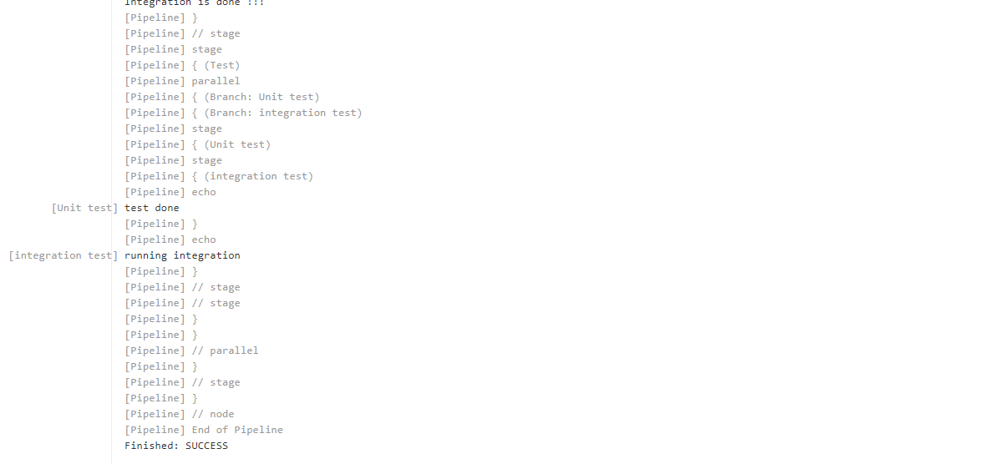 Integration is done !!!
[Pipeline] }
[Pipeline] // stage
[Pipeline] stage
[Pipeline] { (Test)
[Pipeline] parallel
[Pipeline] { (Branch: Unit test)
[Pipeline] { (Branch: integration test)
[Pipeline] stage
[Pipeline] { (Unit test)
[Pipeline] stage
[Pipeline] { (integration test)
[Pipeline] echo
[Unit test] test done
[Pipeline] }
[Pipeline] echo
[integration test] running integration
[Pipeline] }
[Pipeline] // stage
[Pipeline] // stage
[Pipeline] }
[Pipeline] }
[Pipeline] // parallel
[Pipeline] }
[Pipeline] // stage
[Pipeline] }
[Pipeline] // node
[Pipeline] End of Pipeline
Finished: SUCCESS